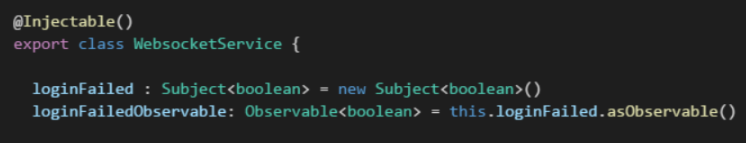 @Injectable()
export class WebsocketService {
loginFailed : Subject<boolean> = new Subject<boolean>()
loginFailedObservable: Observable<boolean> = this.loginFailed.asObservable()